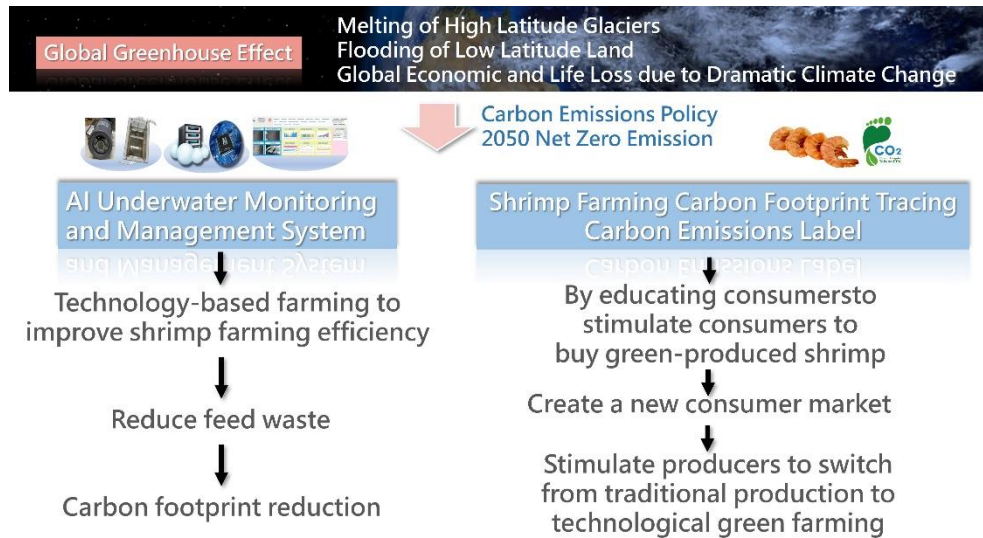 Global Greenhouse Effect
Melting of High Latitude Glaciers
Flooding of Low Latitude Land
Global Economic and Life Loss due to Dramatic Climate Change
Carbon Emissions Policy
2050 Net Zero Emission
CO2
AI Underwater Monitoring
and Management System
Technology-based farming to
improve shrimp farming efficiency
Reduce feed waste
Carbon footprint reduction
Shrimp Farming Carbon Footprint Tracing
Carbon Emissions Label
By educating consumersto
stimulate consumers to
buy green-produced shrimp
Create a new consumer market
Stimulate producers to switch
from traditional production to
technological green farming